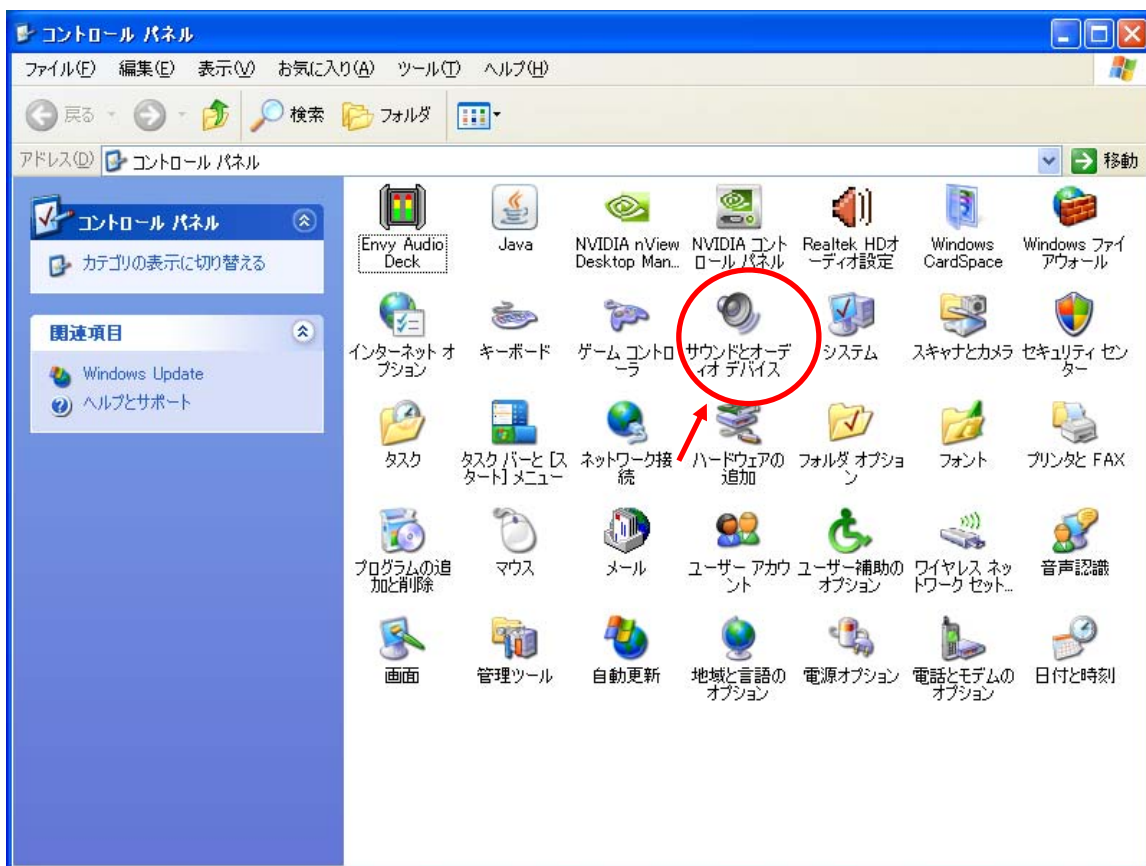 コントロール パネル
ファイル(F) 編集(E) 表示(V) お気に入り(A) ツール(T) ヘルプ(H)
戻る 検索 フォルダ
アドレス(D) コントロール パネル 移動
コントロール パネル
カテゴリの表示に切り替える
関連項目
Windows Update
ヘルプとサポート
Envy Audio
Deck
Java
NVIDIA nView
Desktop Man...
NVIDIA コント
ロール パネル
Realtek HDオ
ーディオ設定
Windows
CardSpace
Windows ファイ
アウォール
インターネット オ
プション
キーボード
ゲーム コントロ
ーラ
サウンドとオーデ
ィオ デバイス
システム
スキャナとカメラ
セキュリティ セン
ター
タスク
タスク バーと [ス
タート] メニュー
ネットワーク接
続
ハードウェアの
追加
フォルダ オプショ
ン
フォント
プリンタと FAX
プログラムの追
加と削除
マウス
メール
ユーザー アカウ
ント
ユーザー補助の
オプション
ワイヤレス ネッ
トワーク セット...
音声認識
画面
管理ツール
自動更新
地域と言語の
オプション
電源オプション
電話とモデムの
オプション
日付と時刻